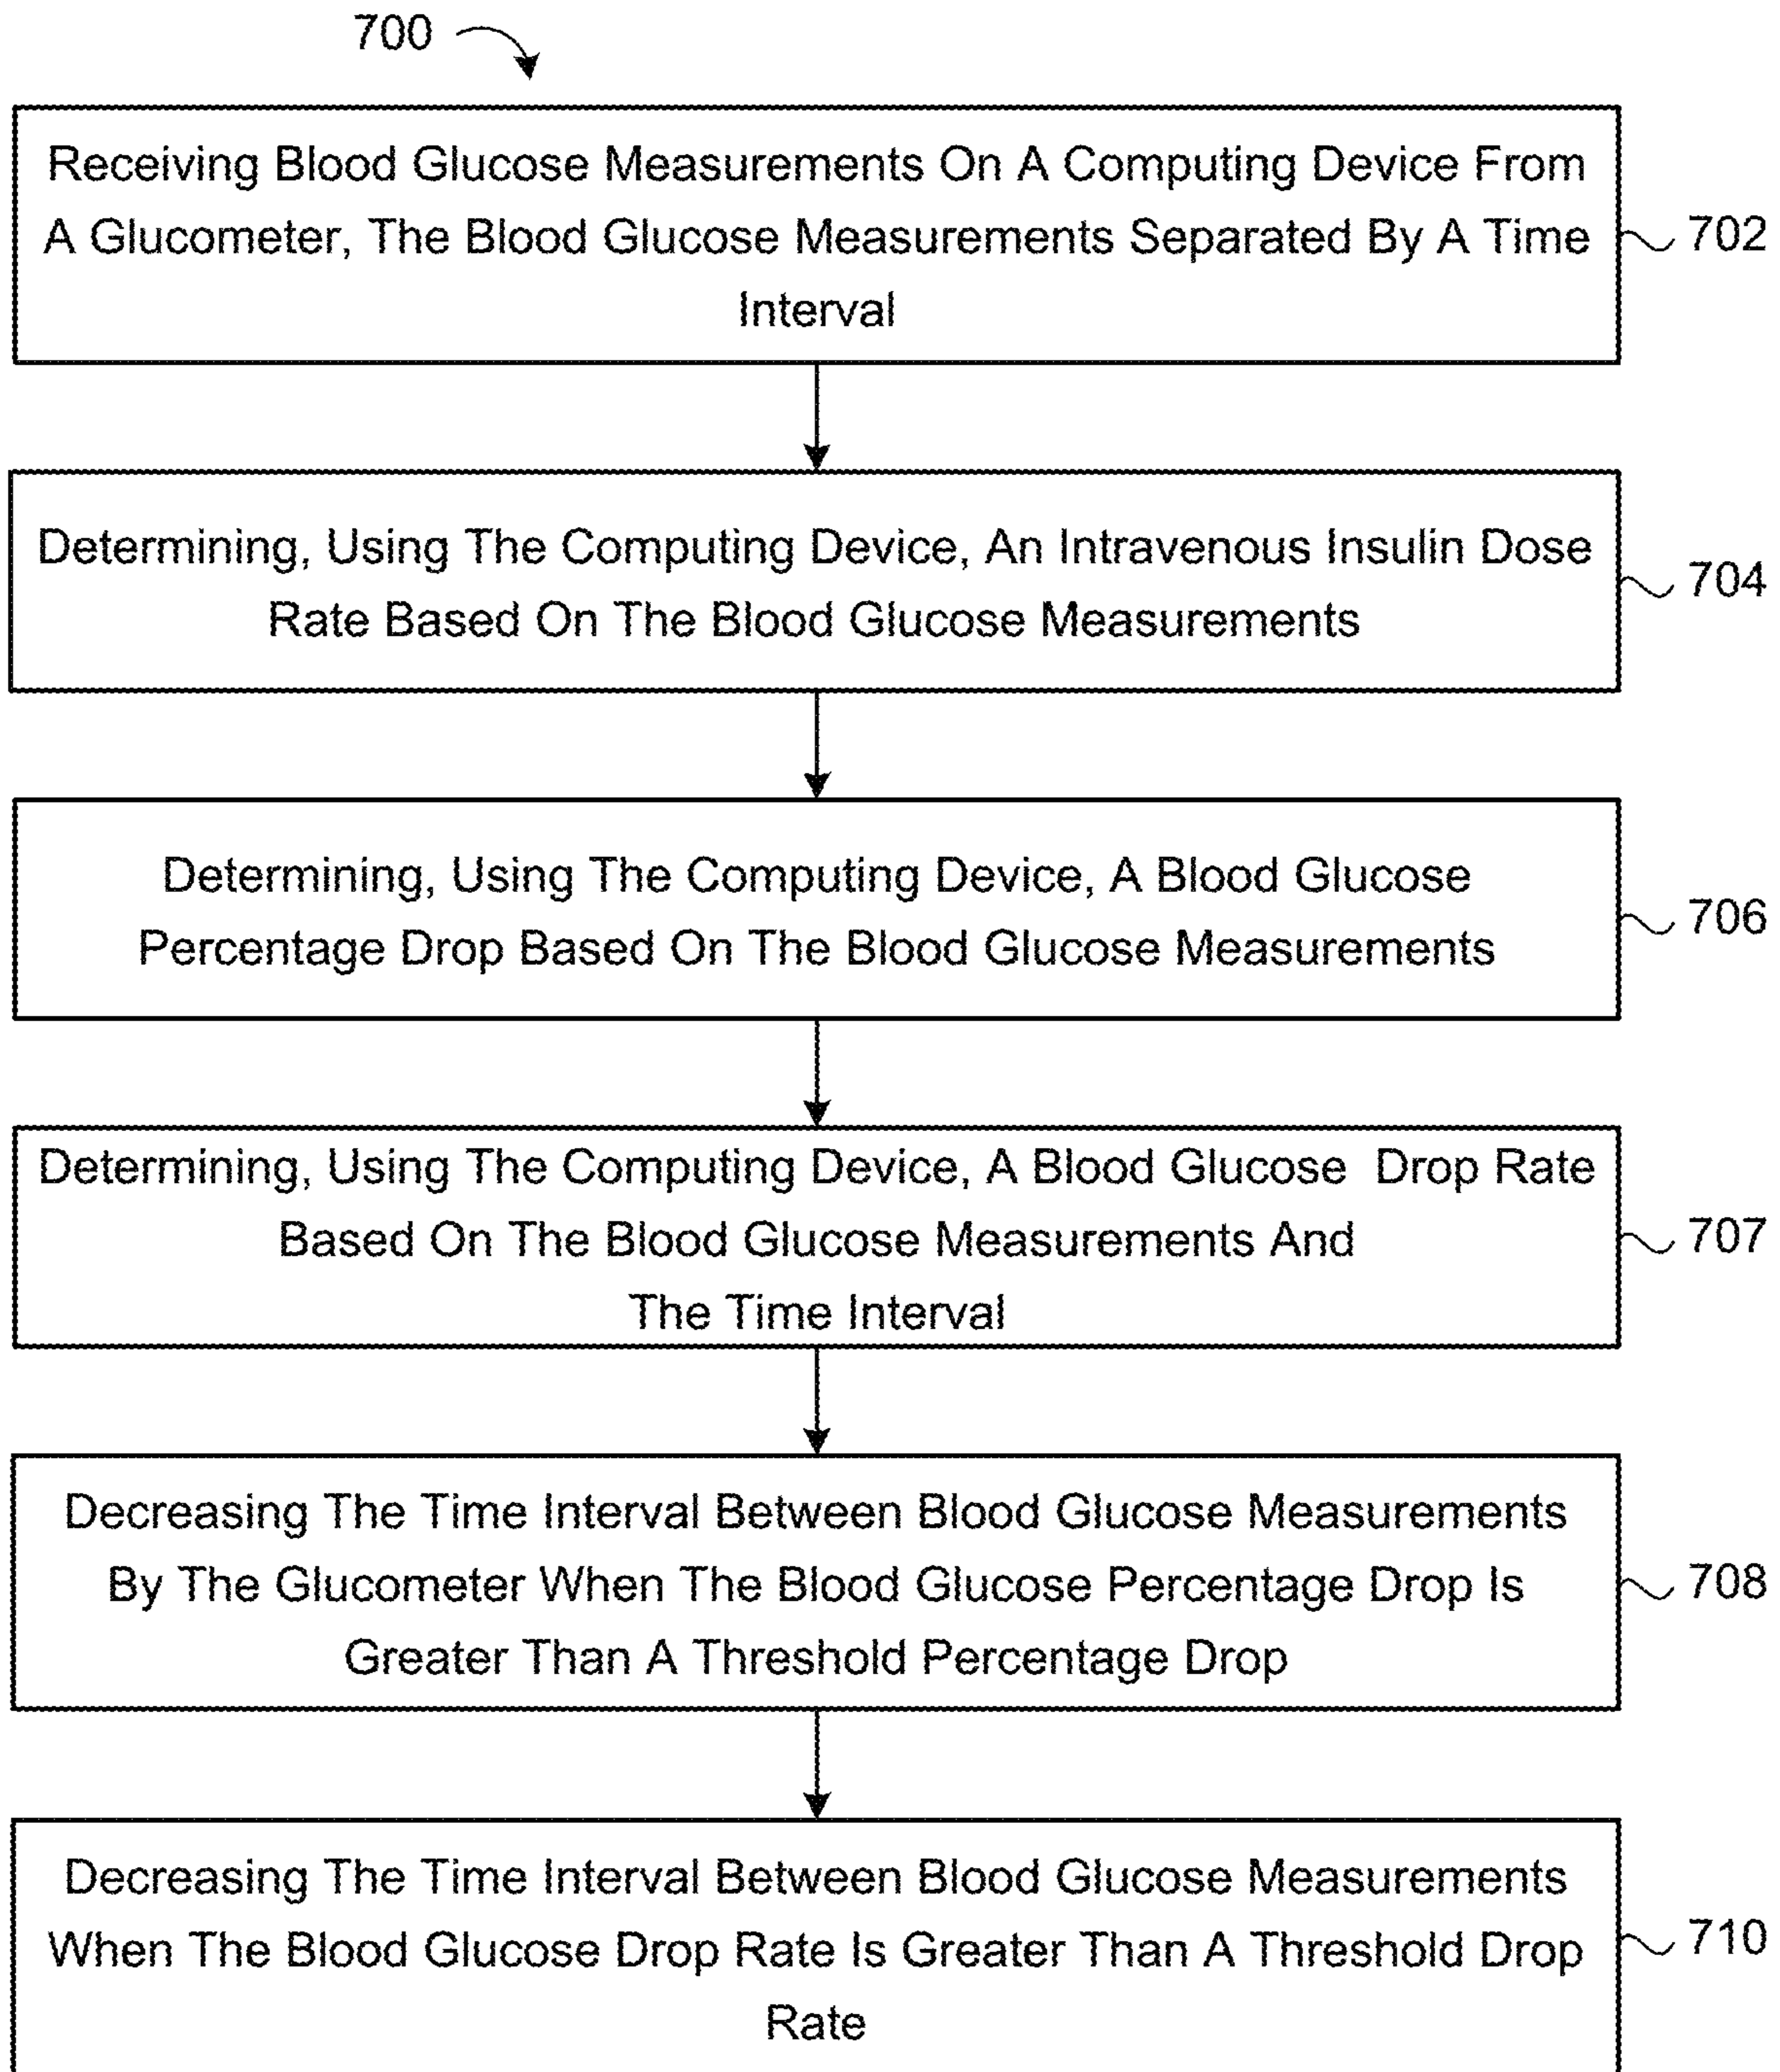 700
Receiving Blood Glucose Measurements On A Computing Device From
A Glucometer, The Blood Glucose Measurements Separated By A Time
Interval
702
Determining, Using The Computing Device, An Intravenous Insulin Dose
Rate Based On The Blood Glucose Measurements
704
Determining, Using The Computing Device, A Blood Glucose
Percentage Drop Based On The Blood Glucose Measurements
706
Determining, Using The Computing Device, A Blood Glucose Drop Rate
Based On The Blood Glucose Measurements And
The Time Interval
707
Decreasing The Time Interval Between Blood Glucose Measurements
By The Glucometer When The Blood Glucose Percentage Drop Is
Greater Than A Threshold Percentage Drop
708
Decreasing The Time Interval Between Blood Glucose Measurements
When The Blood Glucose Drop Rate Is Greater Than A Threshold Drop
Rate
710